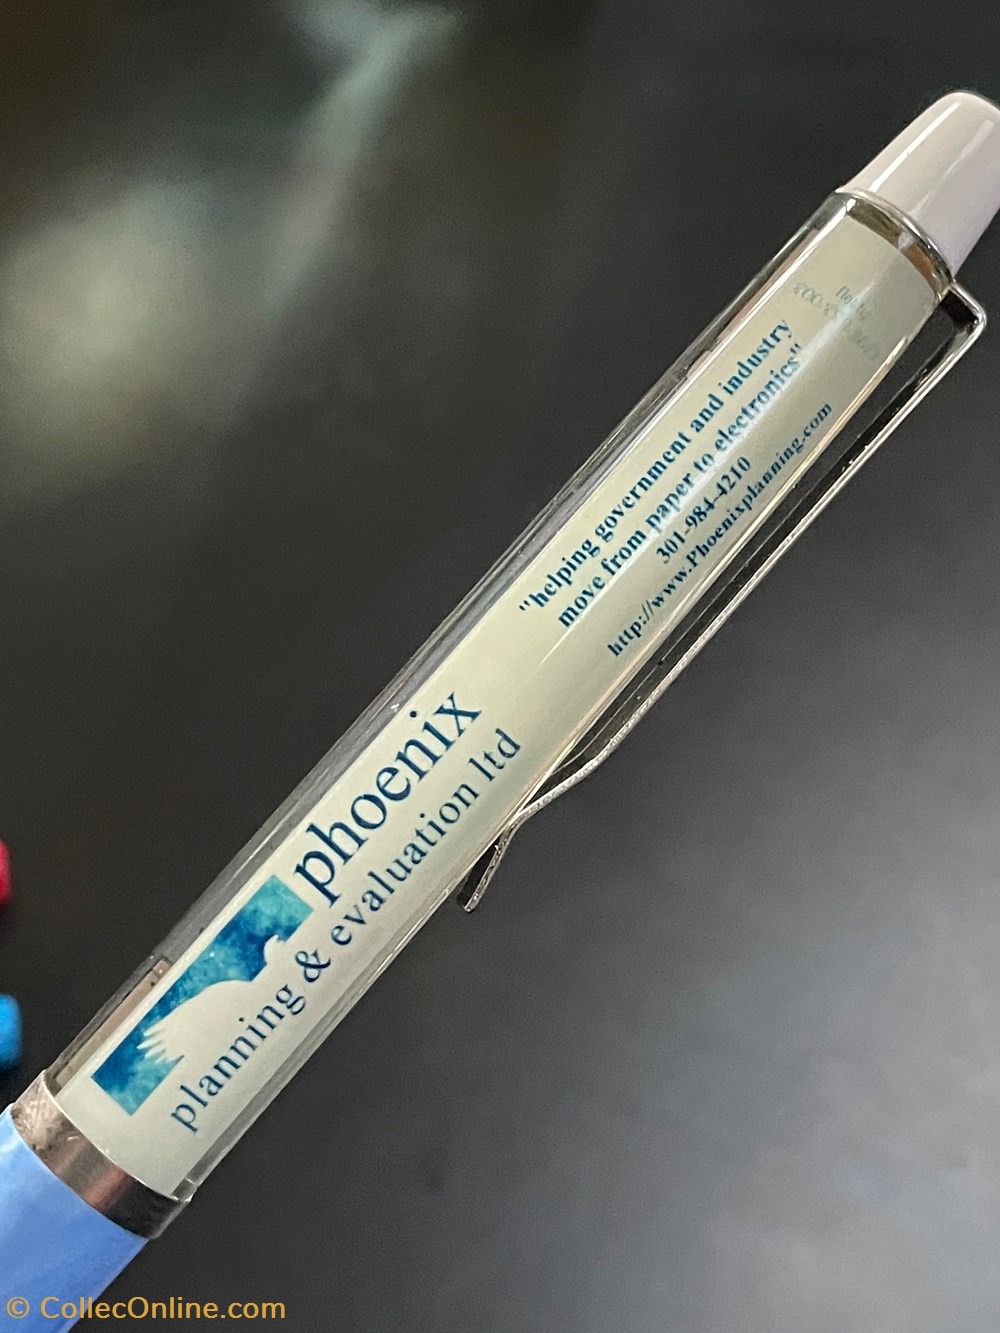 phoenix
planning & evaluation ltd
"helping government and industry
move from paper to electronics"
301-984-4210
http://www.Phoenixplanning.com
© CollecOnline.com